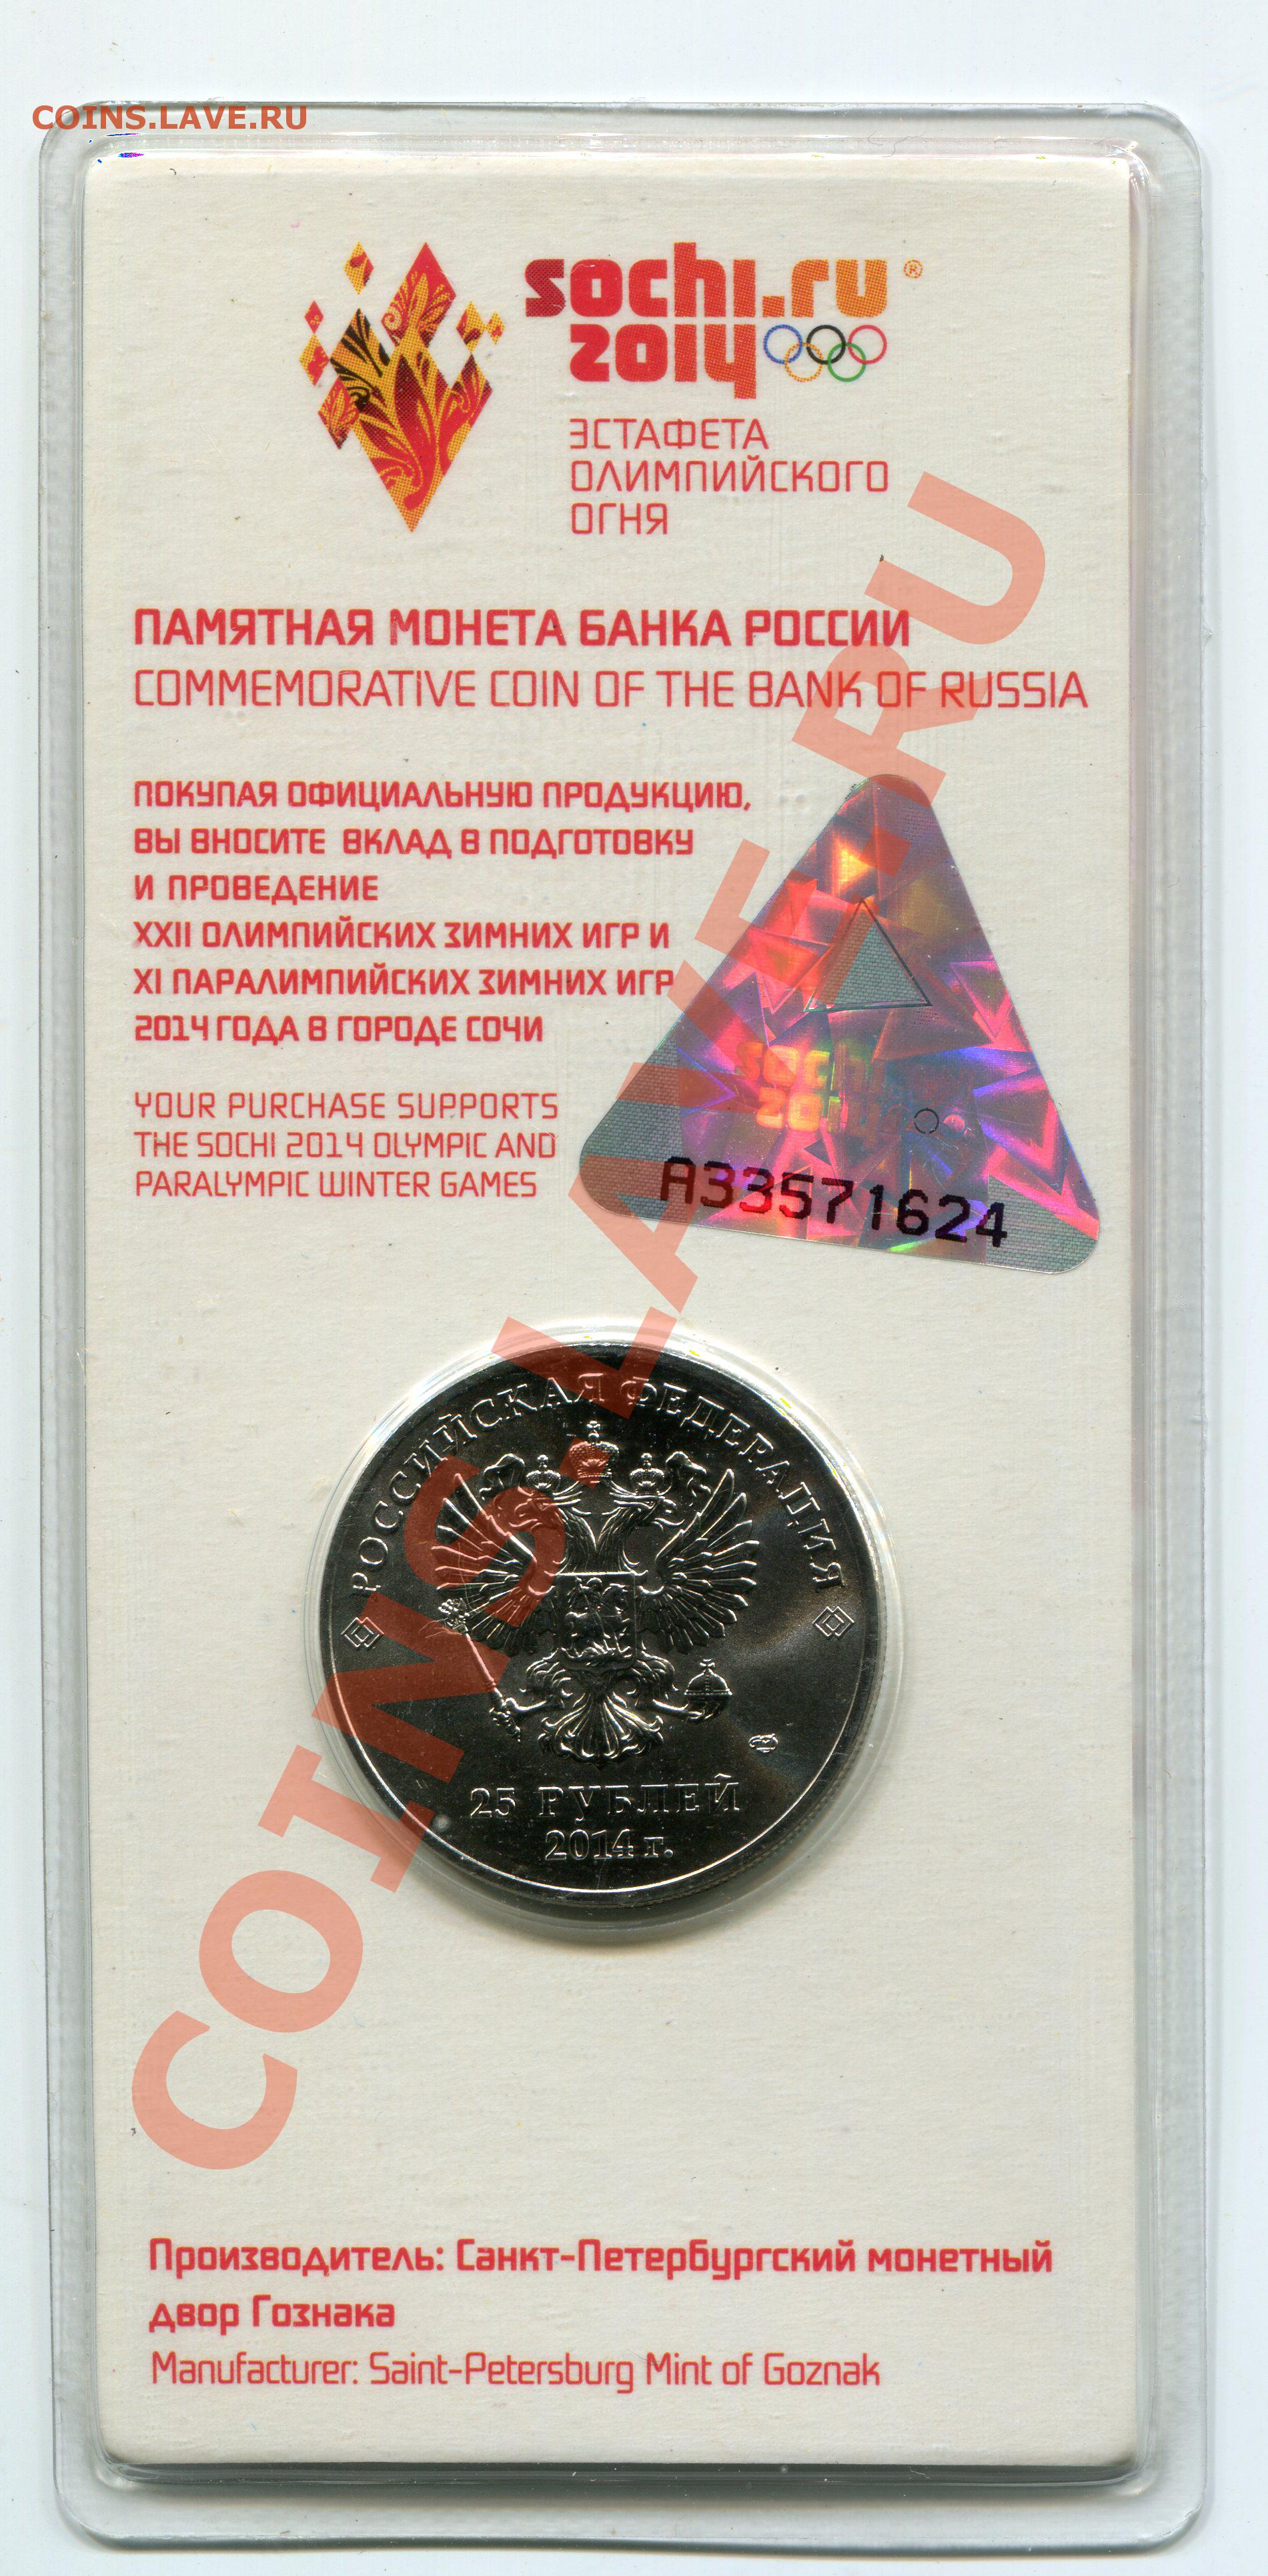 COINS.LAVE.RU
sochi.ru ®
2014
ЭСТАФЕТА
ОЛИМПИЙСКОГО
ОГНЯ
ПАМЯТНАЯ МОНЕТА БАНКА РОССИИ
COMMEMORATIVE COIN OF THE BANK OF RUSSIA
ПОКУПАЯ ОФИЦИАЛЬНУЮ ПРОДУКЦИЮ,
ВЫ ВНОСИТЕ ВКЛАД В ПОДГОТОВКУ
И ПРОВЕДЕНИЕ
XXII ОЛИМПИЙСКИХ ЗИМНИХ ИГР И
XI ПАРАЛИМПИЙСКИХ ЗИМНИХ ИГР
2014 ГОДА В ГОРОДЕ СОЧИ
YOUR PURCHASE SUPPORTS
THE SOCHI 2014 OLYMPIC AND
PARALYMPIC WINTER GAMES
sochi
2014
A33571624
COINS.LAVE.RU
РОССИЙСКАЯ ФЕДЕРАЦИЯ
25 РУБЛЕЙ
2014 г.
Производитель: Санкт-Петербургский монетный
двор Гознака
Manufacturer: Saint-Petersburg Mint of Goznak